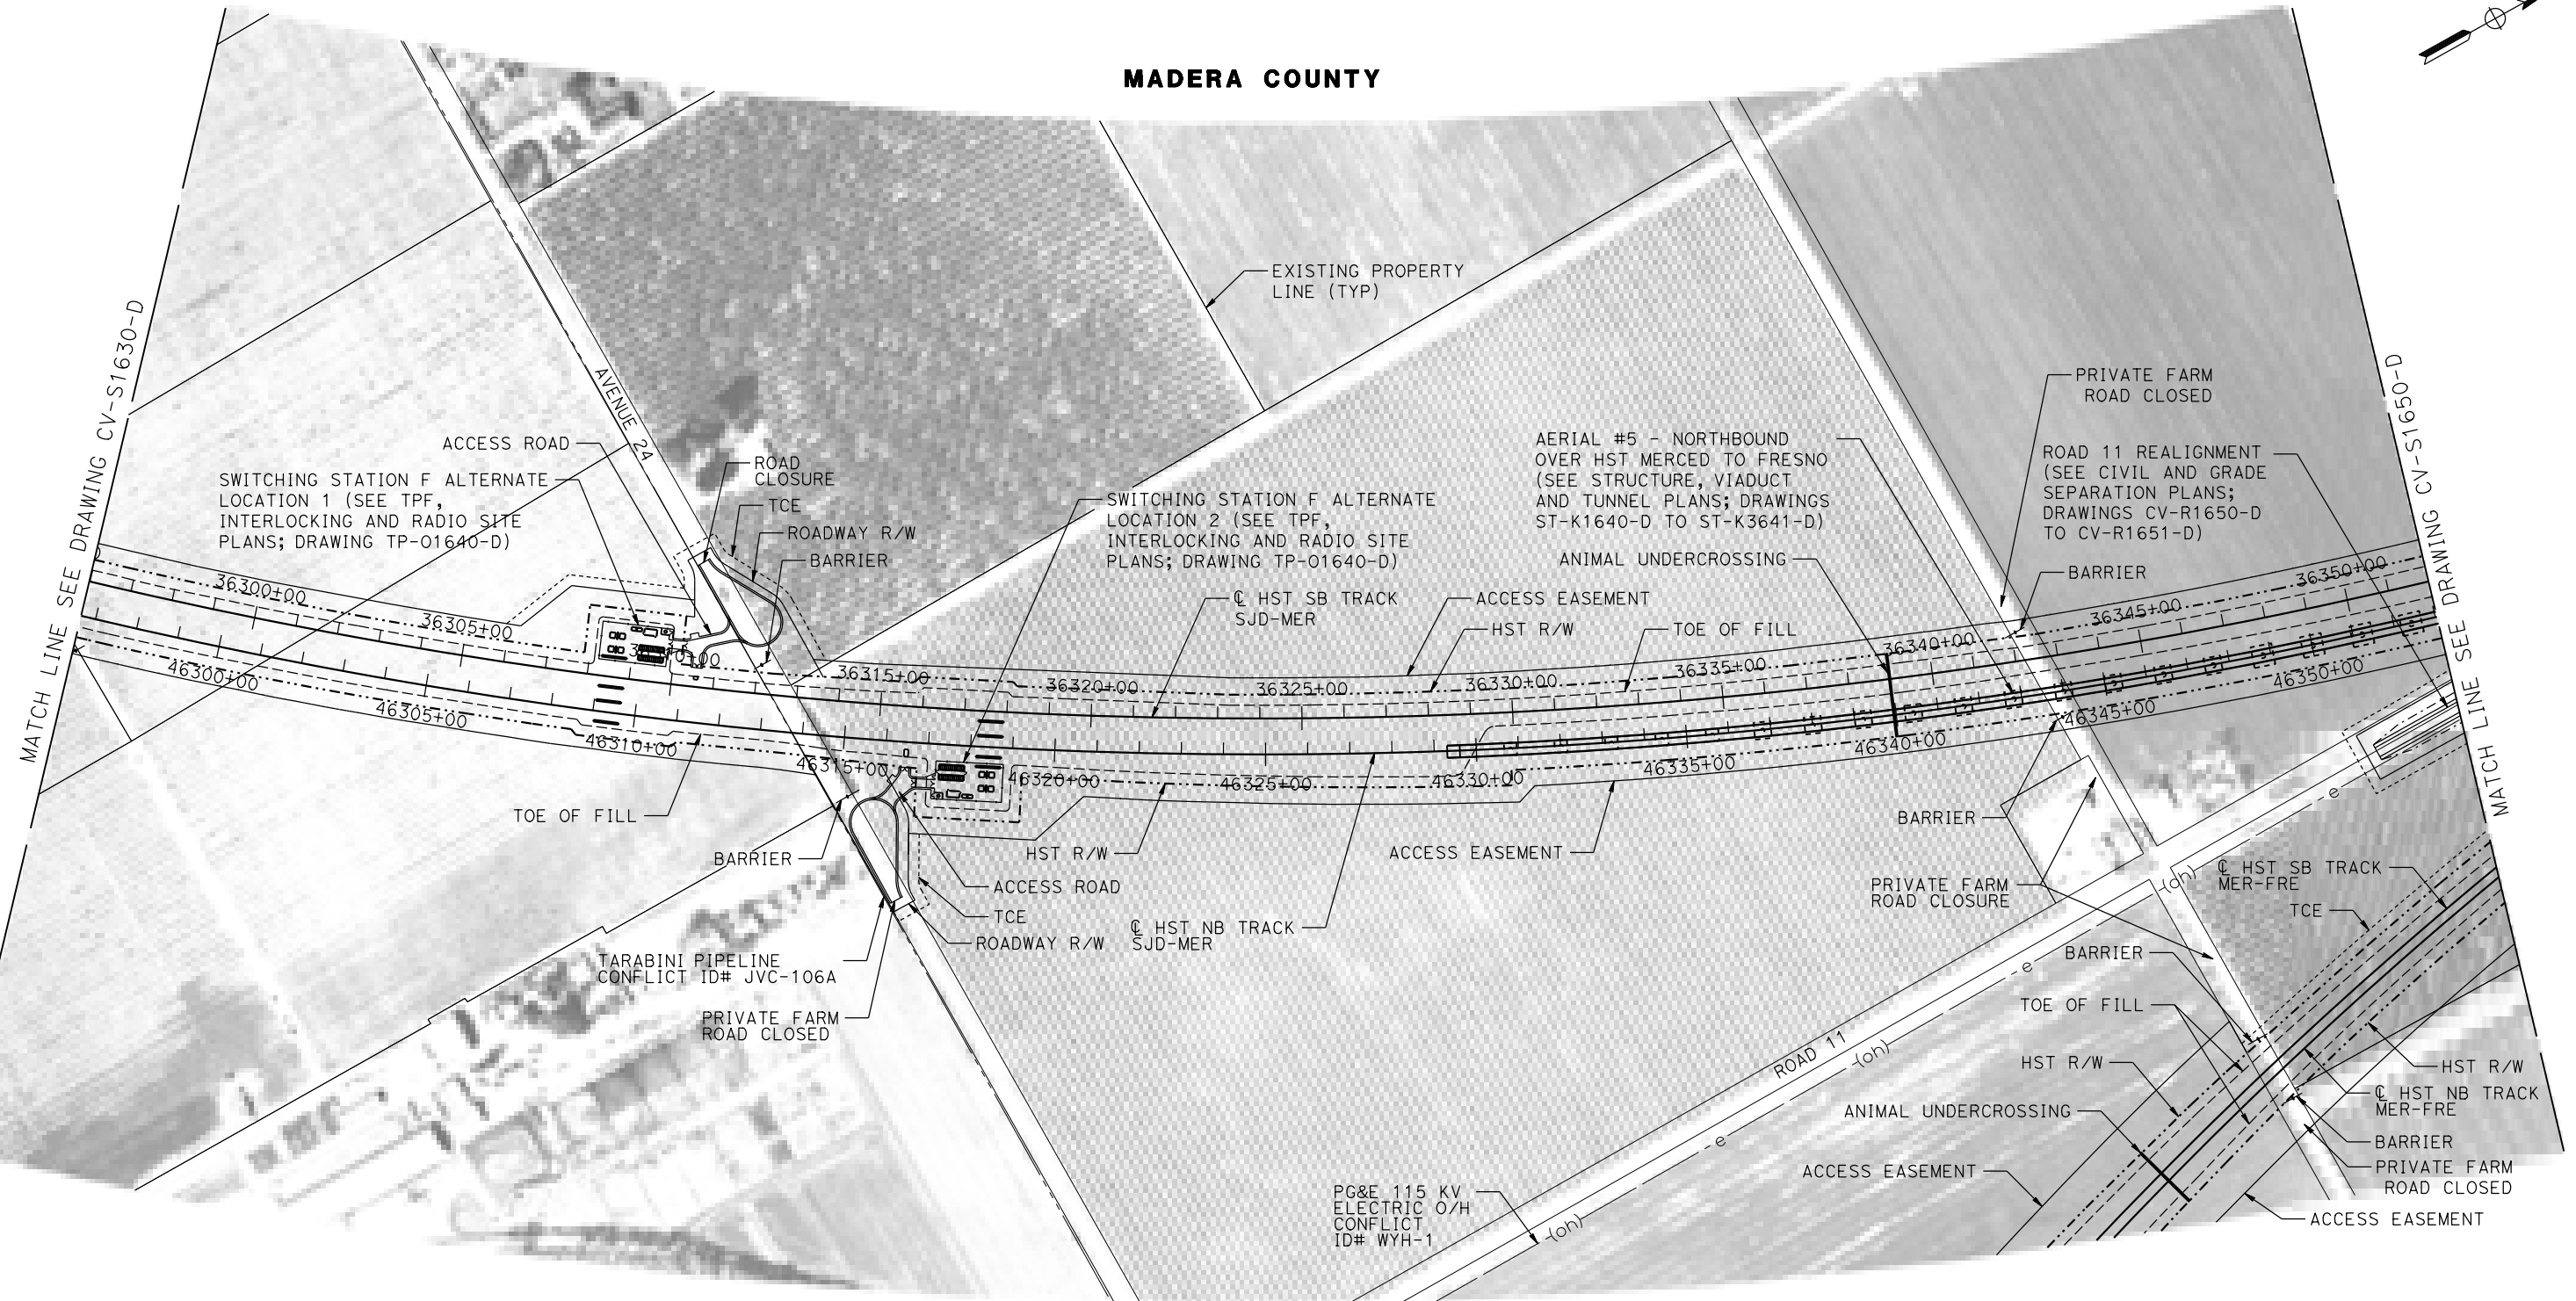 MADERA COUNTY
MATCH LINE SEE DRAWING CV-S1630-D
MATCH LINE SEE DRAWING CV-S1650-D
AVENUE 24
EXISTING PROPERTY
LINE (TYP)
ACCESS ROAD
SWITCHING STATION F ALTERNATE
LOCATION 1 (SEE TPF,
INTERLOCKING AND RADIO SITE
PLANS; DRAWING TP-O1640-D)
ROAD
CLOSURE
TCE
ROADWAY R/W
BARRIER
SWITCHING STATION F ALTERNATE
LOCATION 2 (SEE TPF,
INTERLOCKING AND RADIO SITE
PLANS; DRAWING TP-O1640-D)
℄ HST SB TRACK
SJD-MER
ACCESS EASEMENT
HST R/W
TOE OF FILL
AERIAL #5 - NORTHBOUND
OVER HST MERCED TO FRESNO
(SEE STRUCTURE, VIADUCT
AND TUNNEL PLANS; DRAWINGS
ST-K1640-D TO ST-K3641-D)
ANIMAL UNDERCROSSING
PRIVATE FARM
ROAD CLOSED
ROAD 11 REALIGNMENT
(SEE CIVIL AND GRADE
SEPARATION PLANS;
DRAWINGS CV-R1650-D
TO CV-R1651-D)
BARRIER
36300+00
36305+00
36315+00
36320+00
36325+00
36330+00
36335+00
36340+00
36345+00
36350+00
46300+00
46305+00
46310+00
46315+00
46320+00
46325+00
46330+00
46335+00
46340+00
46345+00
46350+00
TOE OF FILL
BARRIER
HST R/W
ACCESS ROAD
TCE
ROADWAY R/W
℄ HST NB TRACK
SJD-MER
ACCESS EASEMENT
TARABINI PIPELINE
CONFLICT ID# JVC-106A
PRIVATE FARM
ROAD CLOSED
BARRIER
PRIVATE FARM
ROAD CLOSURE
℄ HST SB TRACK
MER-FRE
TCE
BARRIER
TOE OF FILL
HST R/W
ANIMAL UNDERCROSSING
ACCESS EASEMENT
HST R/W
℄ HST NB TRACK
MER-FRE
BARRIER
PRIVATE FARM
ROAD CLOSED
ACCESS EASEMENT
ROAD 11
(oh)
e
(oh)
e
e
(oh)
PG&E 115 KV
ELECTRIC O/H
CONFLICT
ID# WYH-1